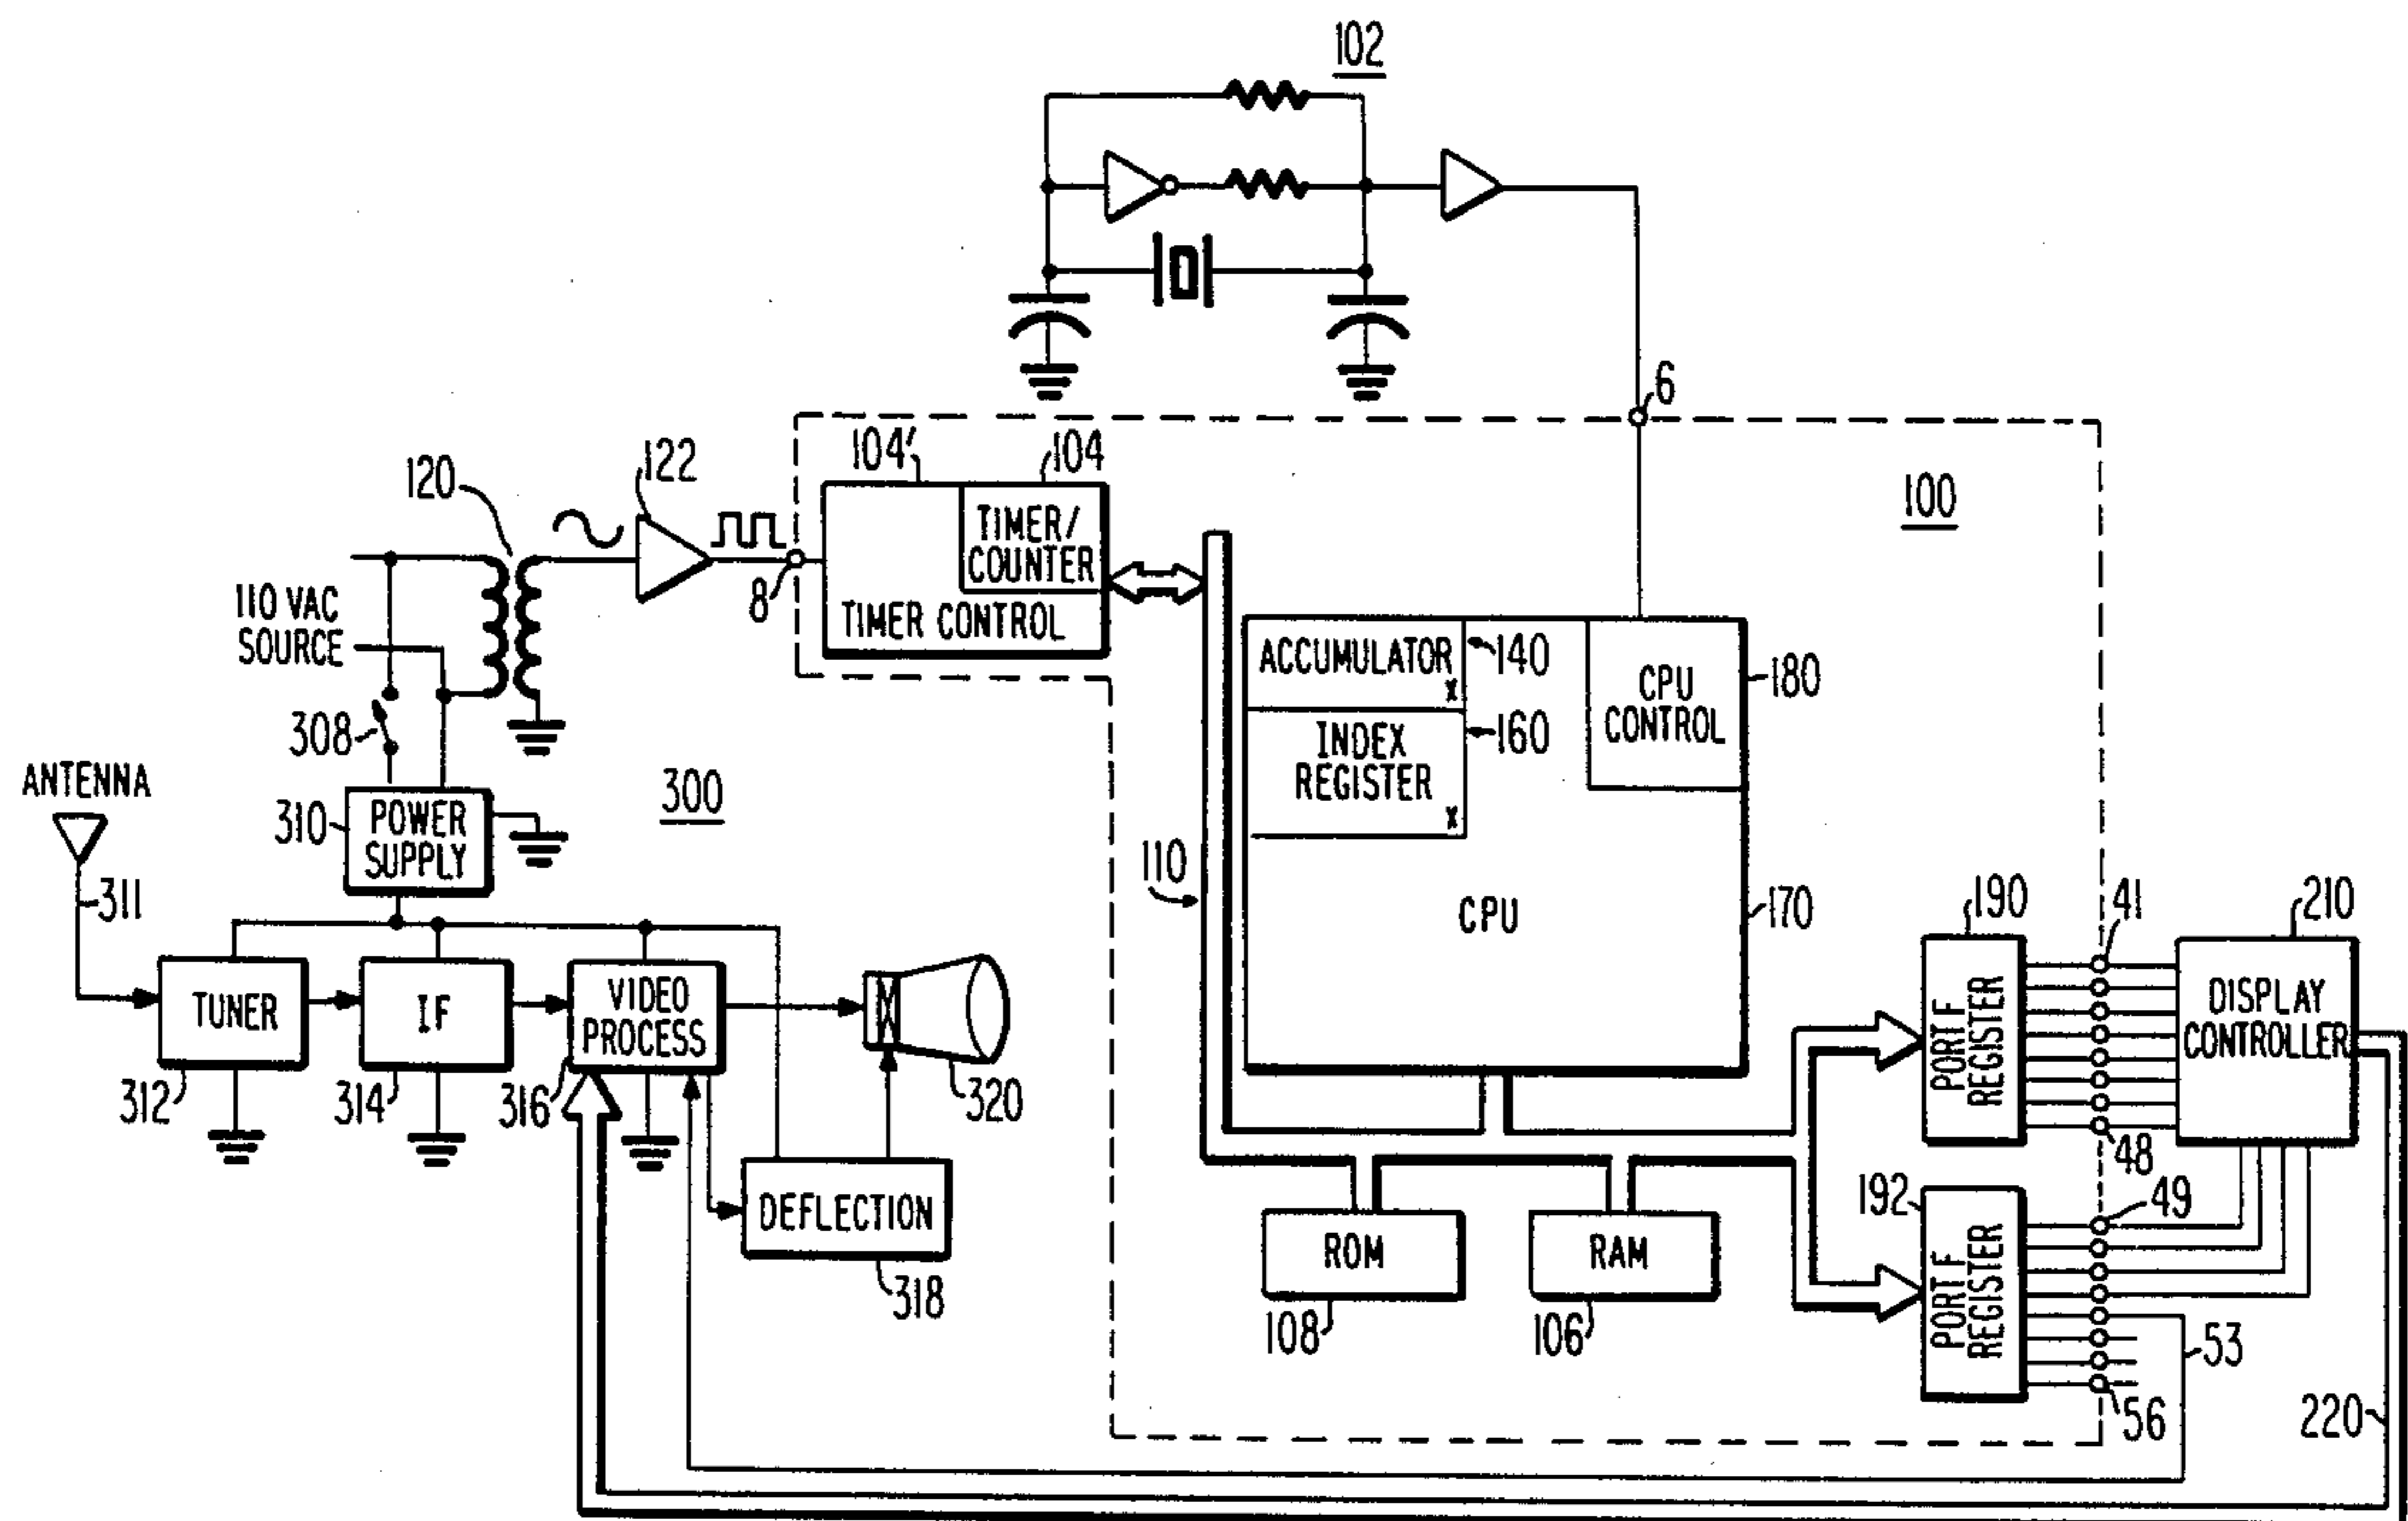 102
6
104'
104
100
120
122
TIMER/
COUNTER
110 VAC
SOURCE
8
TIMER CONTROL
ACCUMULATOR
x
140
CPU
CONTROL
180
308
INDEX
REGISTER
x
160
ANTENNA
300
310
POWER
SUPPLY
110
311
CPU
170
190
41
210
TUNER
IF
VIDEO
PROCESS
PORT F
REGISTER
DISPLAY
CONTROLLER
312
314
316
320
48
192
49
DEFLECTION
ROM
RAM
PORT F
REGISTER
318
108
106
53
56
220